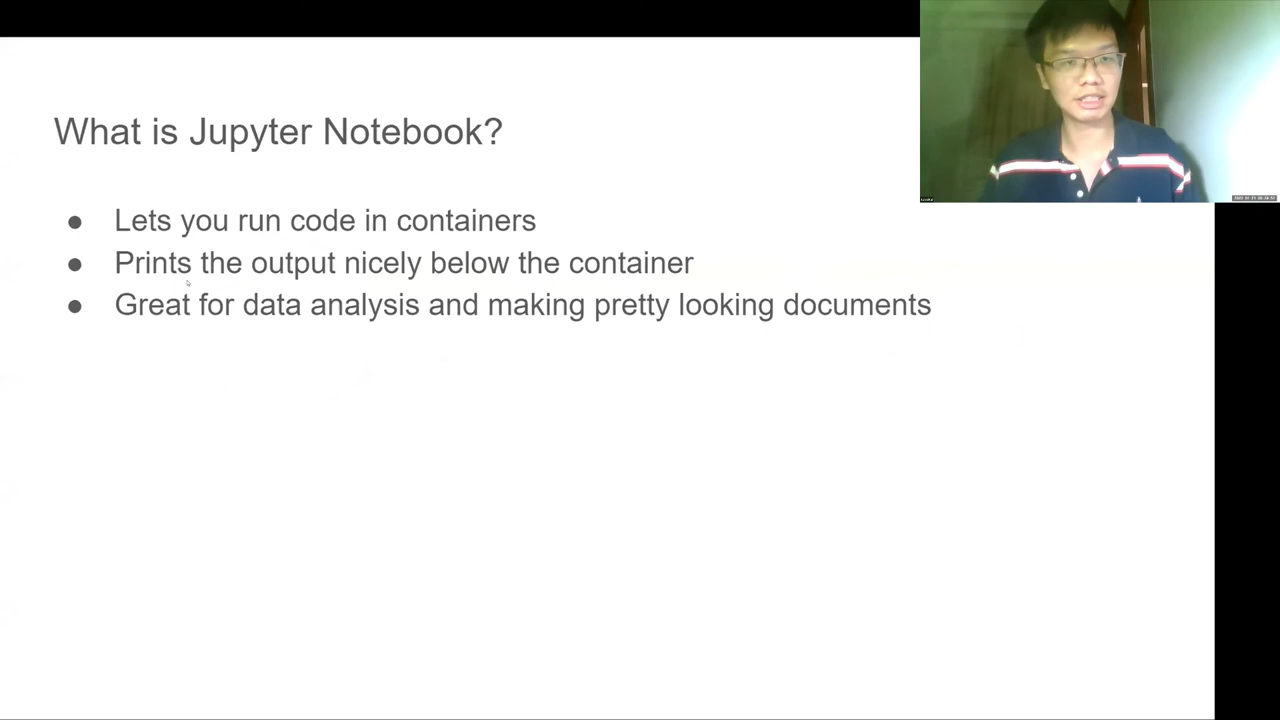 What is Jupyter Notebook?
● Lets you run code in containers
● Prints the output nicely below the container
● Great for data analysis and making pretty looking documents